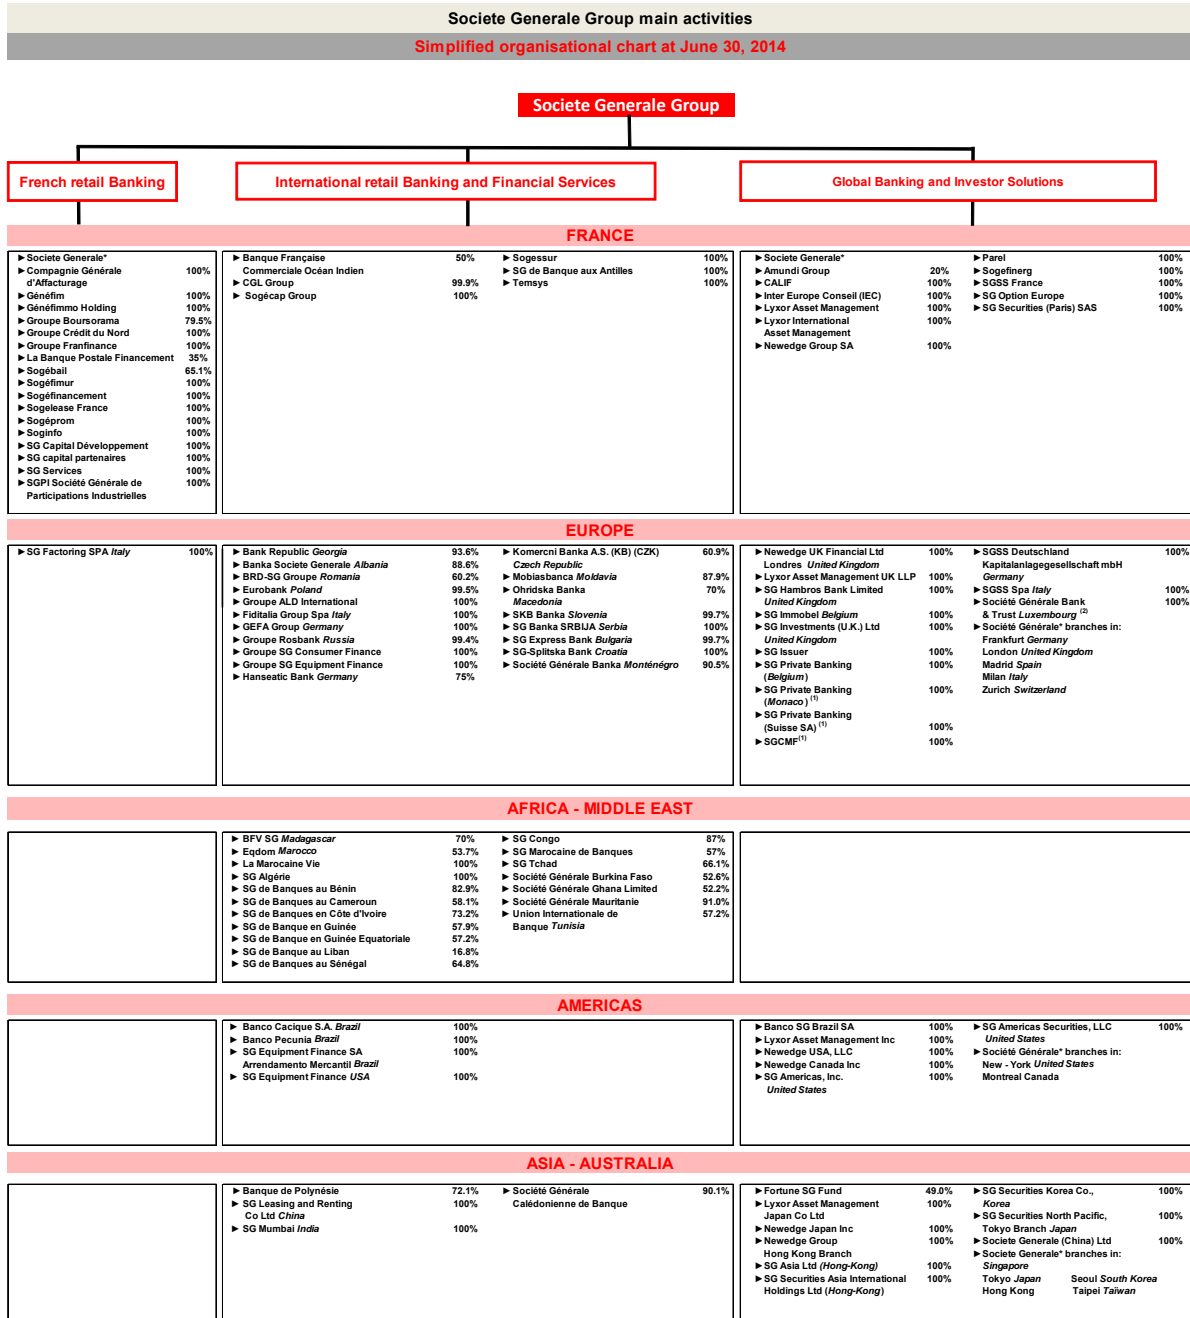 Societe Generale Group main activities
Simplified organisational chart at June 30, 2014
Societe Generale Group
French retail Banking
International retail Banking and Financial Services
Global Banking and Investor Solutions
FRANCE
►Societe Generale*
►Compagnie Générale 100%
d'Affacturage
►Généfim 100%
►Généfimmo Holding 100%
►Groupe Boursorama 79.5%
►Groupe Crédit du Nord 100%
►Groupe Franfinance 100%
►La Banque Postale Financement 35%
►Sogébail 65.1%
►Sogéfimur 100%
►Sogéfinancement 100%
►Sogelease France 100%
►Sogéprom 100%
►Soginfo 100%
►SG Capital Développement 100%
►SG capital partenaires 100%
►SG Services 100%
►SGPI Société Générale de 100%
Participations Industrielles
►Banque Française 50%
Commerciale Océan Indien
►CGL Group 99.9%
► Sogécap Group 100%
►Sogessur 100%
►SG de Banque aux Antilles 100%
►Temsys 100%
►Societe Generale*
►Amundi Group 20%
►CALIF 100%
►Inter Europe Conseil (IEC) 100%
►Lyxor Asset Management 100%
►Lyxor International 100%
Asset Management
►Newedge Group SA 100%
►Parel 100%
►Sogefinerg 100%
►SGSS France 100%
►SG Option Europe 100%
►SG Securities (Paris) SAS 100%
EUROPE
►SG Factoring SPA Italy 100%
►Bank Republic Georgia 93.6%
►Banka Societe Generale Albania 88.6%
►BRD-SG Groupe Romania 60.2%
►Eurobank Poland 99.5%
►Groupe ALD International 100%
►Fiditalia Group Spa Italy 100%
►GEFA Group Germany 100%
►Groupe Rosbank Russia 99.4%
►Groupe SG Consumer Finance 100%
►Groupe SG Equipment Finance 100%
►Hanseatic Bank Germany 75%
►Komercni Banka A.S. (KB) (CZK) 60.9%
Czech Republic
►Mobiasbanca Moldavia 87.9%
►Ohridska Banka 70%
Macedonia
►SKB Banka Slovenia 99.7%
►SG Banka SRBIJA Serbia 100%
►SG Express Bank Bulgaria 99.7%
►SG-Splitska Bank Croatia 100%
►Société Générale Banka Monténégro 90.5%
►Newedge UK Financial Ltd 100%
Londres United Kingdom
►Lyxor Asset Management UK LLP 100%
►SG Hambros Bank Limited 100%
United Kingdom
►SG Immobel Belgium 100%
►SG Investments (U.K.) Ltd 100%
United Kingdom
►SG Issuer 100%
►SG Private Banking 100%
(Belgium)
►SG Private Banking 100%
(Monaco) (1)
►SG Private Banking
(Suisse SA) (1) 100%
►SGCMF(1) 100%
►SGSS Deutschland 100%
Kapitalanlagegesellschaft mbH
Germany
►SGSS Spa Italy 100%
►Société Générale Bank 100%
& Trust Luxembourg (2)
►Société Générale* branches in:
Frankfurt Germany
London United Kingdom
Madrid Spain
Milan Italy
Zurich Switzerland
AFRICA - MIDDLE EAST
► BFV SG Madagascar 70%
► Eqdom Marocco 53.7%
► La Marocaine Vie 100%
► SG Algérie 100%
► SG de Banques au Bénin 82.9%
► SG de Banques au Cameroun 58.1%
► SG de Banques en Côte d'Ivoire 73.2%
► SG de Banque en Guinée 57.9%
► SG de Banque en Guinée Equatoriale 57.2%
► SG de Banque au Liban 16.8%
► SG de Banques au Sénégal 64.8%
► SG Congo 87%
► SG Marocaine de Banques 57%
► SG Tchad 66.1%
► Société Générale Burkina Faso 52.6%
► Société Générale Ghana Limited 52.2%
► Société Générale Mauritanie 91.0%
► Union Internationale de 57.2%
Banque Tunisia
AMERICAS
► Banco Cacique S.A. Brazil 100%
► Banco Pecunia Brazil 100%
► SG Equipment Finance SA 100%
Arrendamento Mercantil Brazil
► SG Equipment Finance USA 100%
►Banco SG Brazil SA 100%
►Lyxor Asset Management Inc 100%
►Newedge USA, LLC 100%
►Newedge Canada Inc 100%
►SG Americas, Inc. 100%
United States
►SG Americas Securities, LLC 100%
United States
►Société Générale* branches in:
New - York United States
Montreal Canada
ASIA - AUSTRALIA
►Banque de Polynésie 72.1%
►SG Leasing and Renting 100%
Co Ltd China
►SG Mumbai India 100%
►Société Générale 90.1%
Calédonienne de Banque
►Fortune SG Fund 49.0%
►Lyxor Asset Management 100%
Japan Co Ltd
►Newedge Japan Inc 100%
►Newedge Group 100%
Hong Kong Branch
►SG Asia Ltd (Hong-Kong) 100%
►SG Securities Asia International 100%
Holdings Ltd (Hong-Kong)
►SG Securities Korea Co., 100%
Korea
►SG Securities North Pacific, 100%
Tokyo Branch Japan
►Societe Generale (China) Ltd 100%
►Societe Generale* branches in:
Singapore
Tokyo Japan Seoul South Korea
Hong Kong Taipei Taïwan